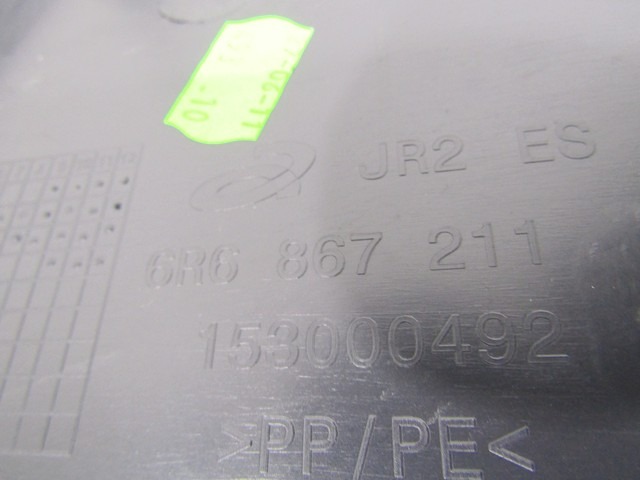 JR2 ES
6R6 867 211
153000492
>PP/PE<